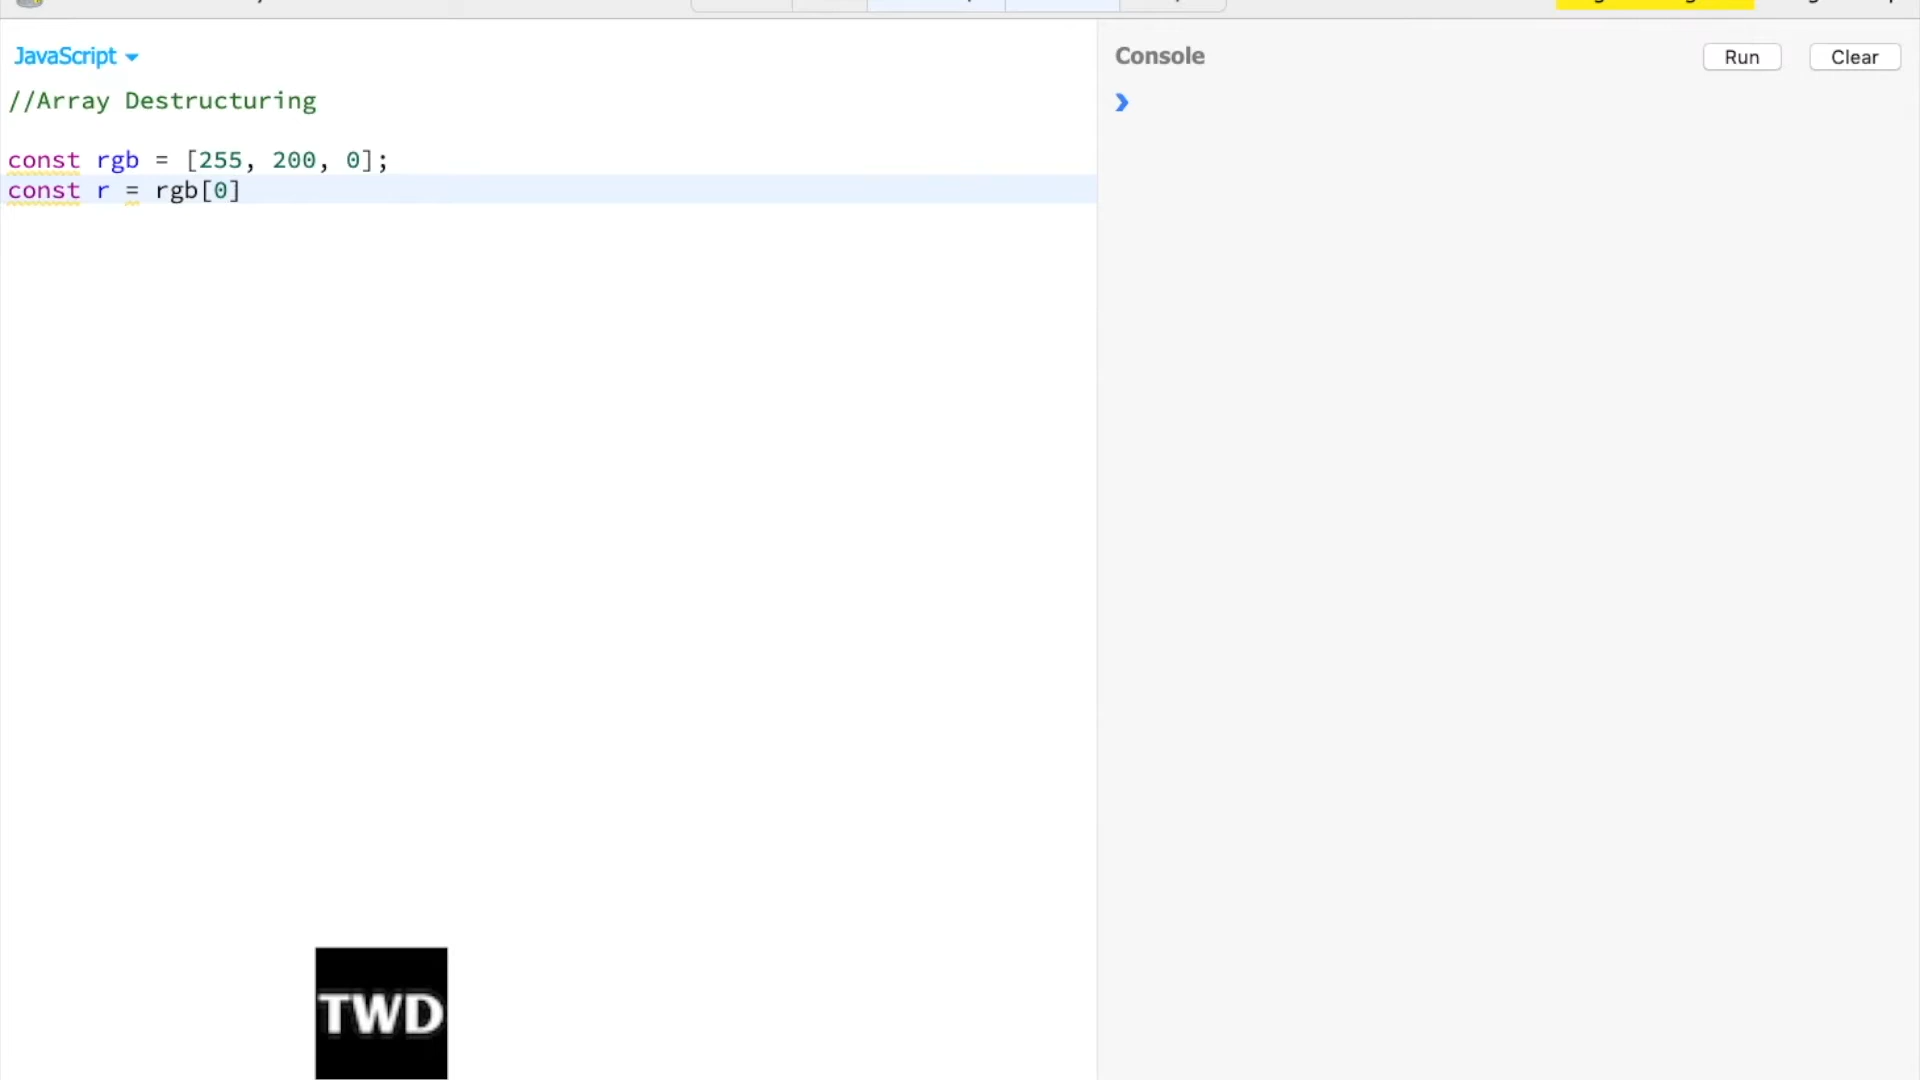 JavaScript
Console
Run
Clear
//Array Destructuring
const rgb = [255, 200, 0];
const r = rgb[0]
TWD